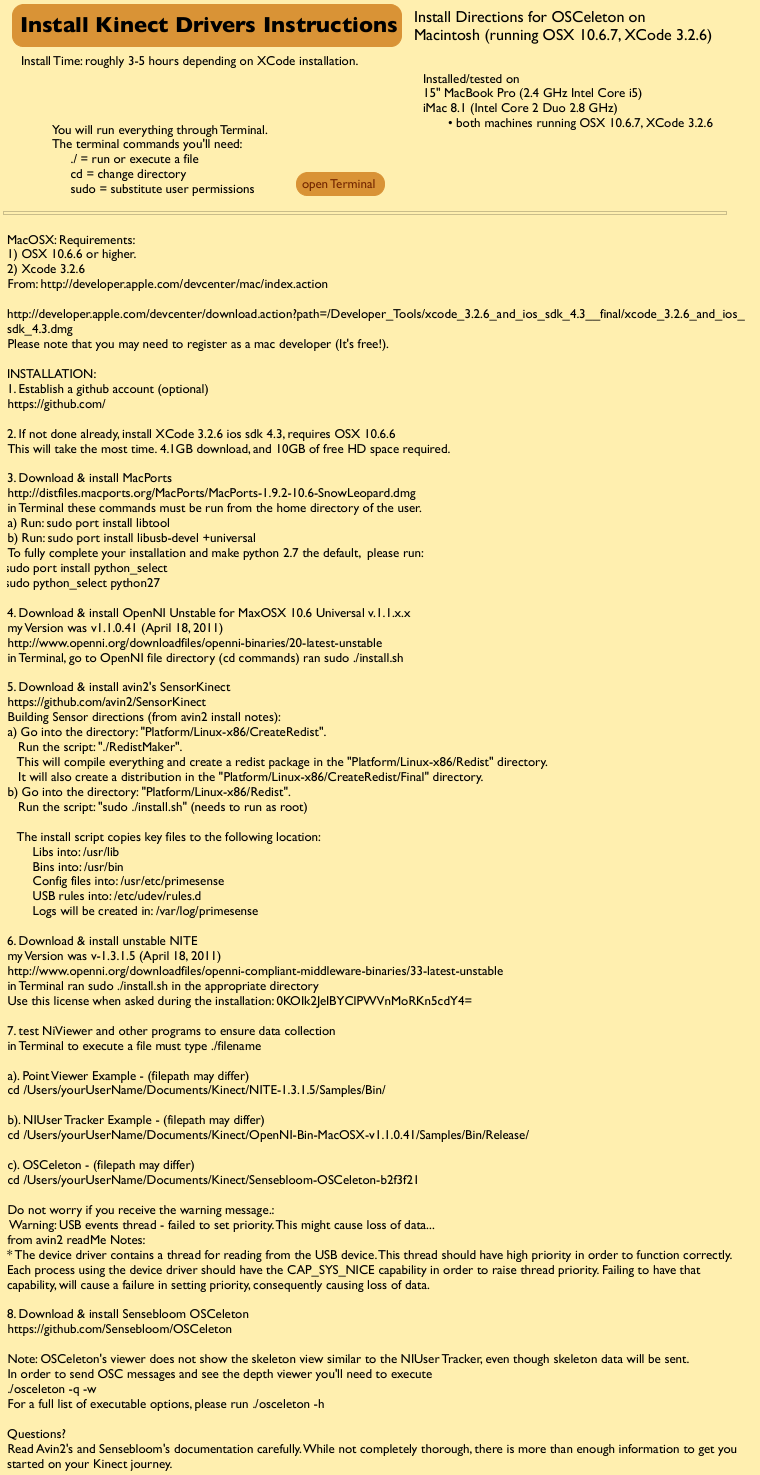 Install Kinect Drivers Instructions
Install Directions for OSCeleton on
Macintosh (running OSX 10.6.7, XCode 3.2.6)
Install Time: roughly 3-5 hours depending on XCode installation.
Installed/tested on
15" MacBook Pro (2.4 GHz Intel Core i5)
iMac 8.1 (Intel Core 2 Duo 2.8 GHz)
• both machines running OSX 10.6.7, XCode 3.2.6
You will run everything through Terminal.
The terminal commands you'll need:
./ = run or execute a file
cd = change directory
sudo = substitute user permissions
open Terminal
MacOSX: Requirements:
1) OSX 10.6.6 or higher.
2) Xcode 3.2.6
From: http://developer.apple.com/devcenter/mac/index.action
http://developer.apple.com/devcenter/download.action?path=/Developer_Tools/xcode_3.2.6_and_ios_sdk_4.3__final/xcode_3.2.6_and_ios_
sdk_4.3.dmg
Please note that you may need to register as a mac developer (It's free!).
INSTALLATION:
1. Establish a github account (optional)
https://github.com/
2. If not done already, install XCode 3.2.6 ios sdk 4.3, requires OSX 10.6.6
This will take the most time. 4.1GB download, and 10GB of free HD space required.
3. Download & install MacPorts
http://distfiles.macports.org/MacPorts/MacPorts-1.9.2-10.6-SnowLeopard.dmg
in Terminal these commands must be run from the home directory of the user.
a) Run: sudo port install libtool
b) Run: sudo port install libusb-devel +universal
To fully complete your installation and make python 2.7 the default, please run:
sudo port install python_select
sudo python_select python27
4. Download & install OpenNI Unstable for MaxOSX 10.6 Universal v.1.1.x.x
my Version was v1.1.0.41 (April 18, 2011)
http://www.openni.org/downloadfiles/openni-binaries/20-latest-unstable
in Terminal, go to OpenNI file directory (cd commands) ran sudo ./install.sh
5. Download & install avin2's SensorKinect
https://github.com/avin2/SensorKinect
Building Sensor directions (from avin2 install notes):
a) Go into the directory: "Platform/Linux-x86/CreateRedist".
Run the script: "./RedistMaker".
This will compile everything and create a redist package in the "Platform/Linux-x86/Redist" directory.
It will also create a distribution in the "Platform/Linux-x86/CreateRedist/Final" directory.
b) Go into the directory: "Platform/Linux-x86/Redist".
Run the script: "sudo ./install.sh" (needs to run as root)
The install script copies key files to the following location:
Libs into: /usr/lib
Bins into: /usr/bin
Config files into: /usr/etc/primesense
USB rules into: /etc/udev/rules.d
Logs will be created in: /var/log/primesense
6. Download & install unstable NITE
my Version was v-1.3.1.5 (April 18, 2011)
http://www.openni.org/downloadfiles/openni-compliant-middleware-binaries/33-latest-unstable
in Terminal ran sudo ./install.sh in the appropriate directory
Use this license when asked during the installation: 0KOIk2JeIBYClPWVnMoRKn5cdY4=
7. test NiViewer and other programs to ensure data collection
in Terminal to execute a file must type ./filename
a). Point Viewer Example - (filepath may differ)
cd /Users/yourUserName/Documents/Kinect/NITE-1.3.1.5/Samples/Bin/
b). NIUser Tracker Example - (filepath may differ)
cd /Users/yourUserName/Documents/Kinect/OpenNI-Bin-MacOSX-v1.1.0.41/Samples/Bin/Release/
c). OSCeleton - (filepath may differ)
cd /Users/yourUserName/Documents/Kinect/Sensebloom-OSCeleton-b2f3f21
Do not worry if you receive the warning message.:
Warning: USB events thread - failed to set priority. This might cause loss of data...
from avin2 readMe Notes:
* The device driver contains a thread for reading from the USB device. This thread should have high priority in order to function correctly.
Each process using the device driver should have the CAP_SYS_NICE capability in order to raise thread priority. Failing to have that
capability, will cause a failure in setting priority, consequently causing loss of data.
8. Download & install Sensebloom OSCeleton
https://github.com/Sensebloom/OSCeleton
Note: OSCeleton's viewer does not show the skeleton view similar to the NIUser Tracker, even though skeleton data will be sent.
In order to send OSC messages and see the depth viewer you'll need to execute
./osceleton -q -w
For a full list of executable options, please run ./osceleton -h
Questions?
Read Avin2's and Sensebloom's documentation carefully. While not completely thorough, there is more than enough information to get you
started on your Kinect journey.